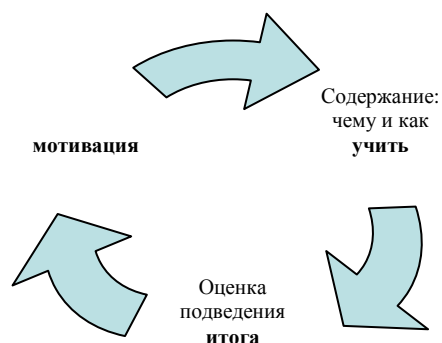 мотивация
Содержание:
чему и как
учить
Оценка
подведения
итога